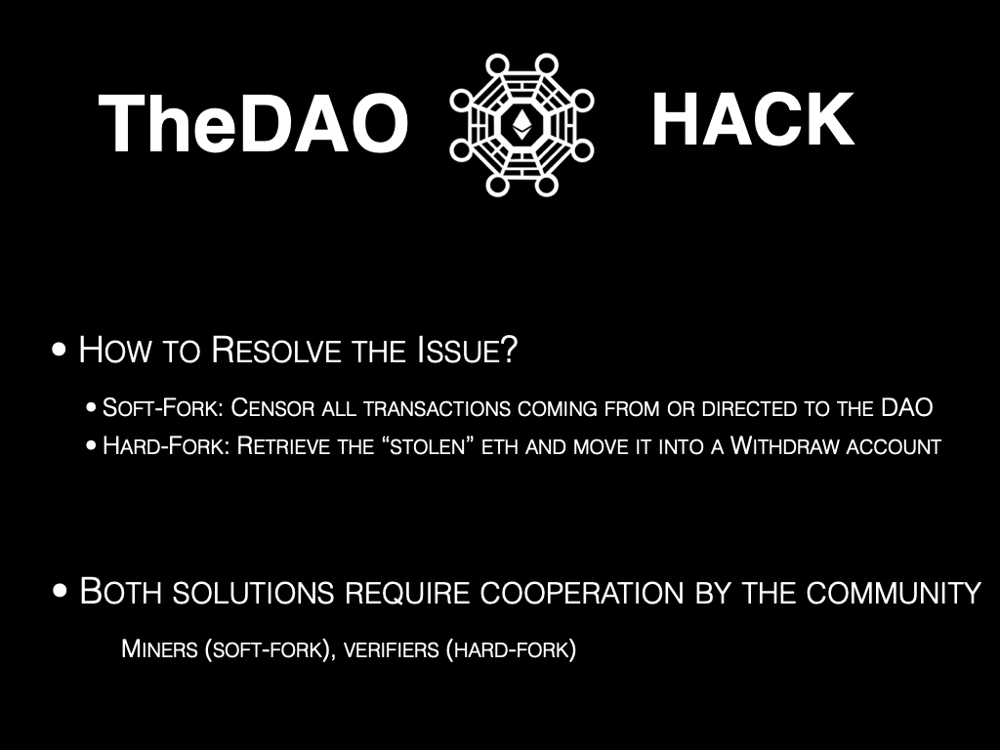 TheDAO HACK
• How to Resolve the Issue?
• Soft-Fork: Censor all transactions coming from or directed to the DAO
• Hard-Fork: Retrieve the “stolen” eth and move it into a Withdraw account
• Both solutions require cooperation by the community
Miners (soft-fork), verifiers (hard-fork)